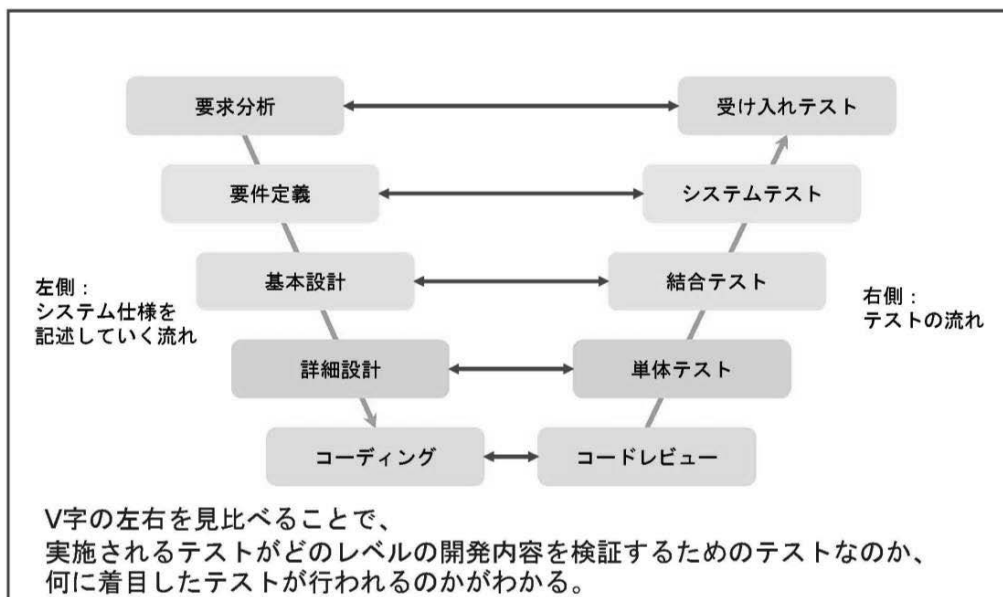 要求分析
受け入れテスト
要件定義
システムテスト
基本設計
結合テスト
左側：
システム仕様を
記述していく流れ
右側：
テストの流れ
詳細設計
単体テスト
コーディング
コードレビュー
V字の左右を見比べることで、
実施されるテストがどのレベルの開発内容を検証するためのテストなのか、
何に着目したテストが行われるのかがわかる。